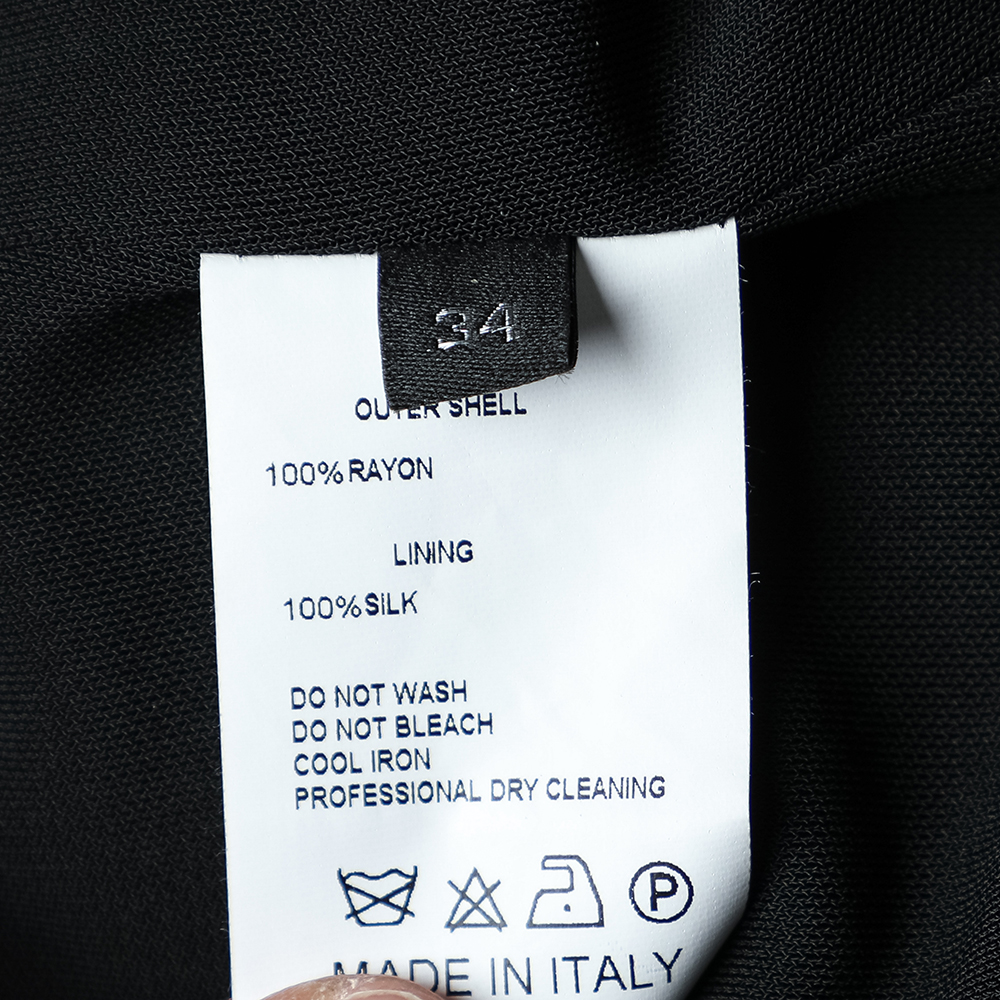 34
OUTER SHELL
100% RAYON
LINING
100% SILK
DO NOT WASH
DO NOT BLEACH
COOL IRON
PROFESSIONAL DRY CLEANING
P
MADE IN ITALY